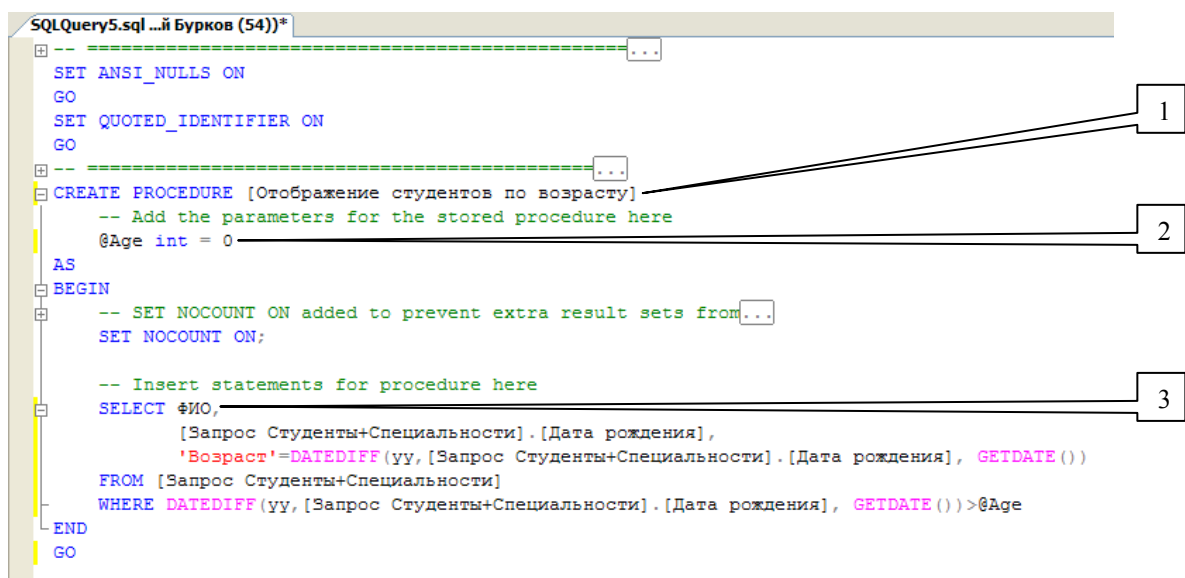 SQLQuery5.sql ...й Бурков (54))*
-- ================================================...
SET ANSI_NULLS ON
GO
SET QUOTED_IDENTIFIER ON
GO
1
-- =============================================...
CREATE PROCEDURE [Отображение студентов по возрасту]
-- Add the parameters for the stored procedure here
@Age int = 0
2
AS
BEGIN
-- SET NOCOUNT ON added to prevent extra result sets from...
SET NOCOUNT ON;
-- Insert statements for procedure here
SELECT ФИО,
3
[Запрос Студенты+Специальности].[Дата рождения],
'Возраст'=DATEDIFF(yy,[Запрос Студенты+Специальности].[Дата рождения], GETDATE())
FROM [Запрос Студенты+Специальности]
WHERE DATEDIFF(yy,[Запрос Студенты+Специальности].[Дата рождения], GETDATE())>@Age
END
GO